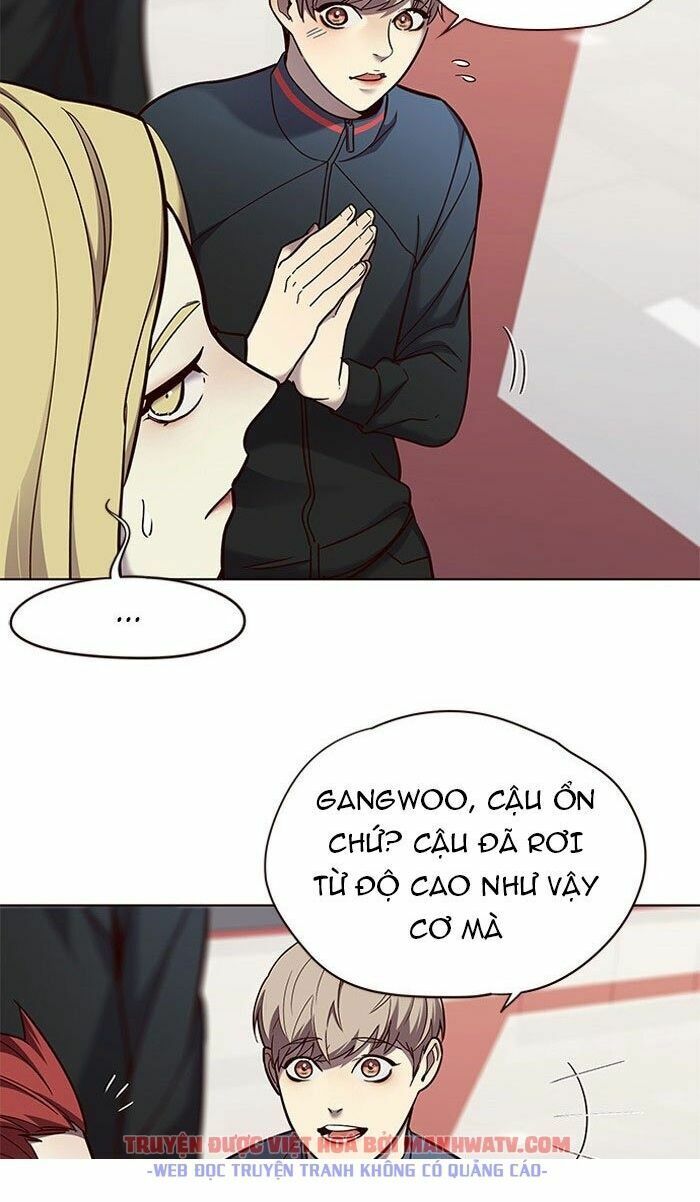 ...
GANGWOO, CẬU ỔN
CHỨ? CẬU ĐÃ RƠI
TỪ ĐỘ CAO NHƯ VẬY
CƠ MÀ
TRUYỆN ĐƯỢC VIỆT HÓA BỞI MANHWATV.COM
-WEB ĐỌC TRUYỆN TRANH KHÔNG CÓ QUẢNG CÁO-